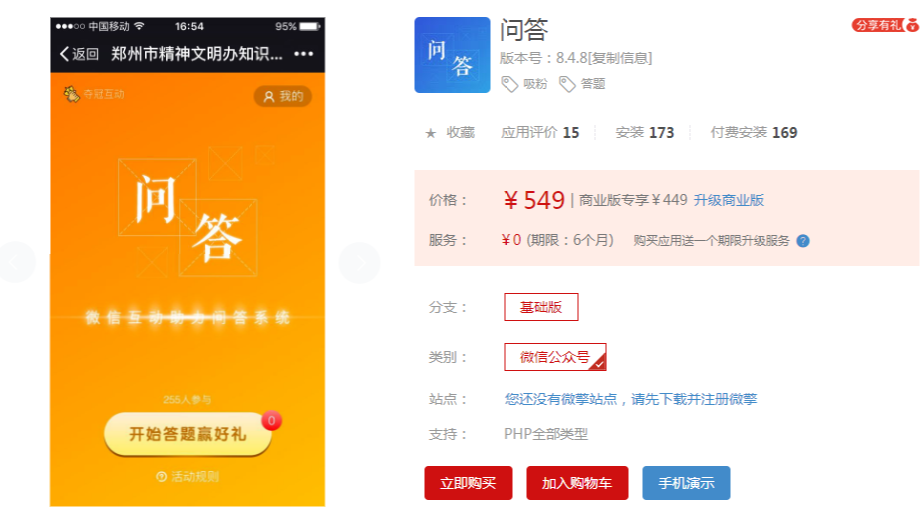 中国移动 16:54 95%
返回 郑州市精神文明办知识... •••
夺冠互动 我的
问
答
微信互动助力问答系统
255人参与
开始答题赢好礼 0
活动规则
问
答
问答
分享有礼
版本号：8.4.8[复制信息]
吸粉 答题
★ 收藏 应用评价 15 安装 173 付费安装 169
价格： ¥ 549 | 商业版专享￥449 升级商业版
服务： ¥ 0 (期限：6个月) 购买应用送一个期限升级服务 ?
分支： 基础版
类别： 微信公众号
站点： 您还没有微擎站点，请先下载并注册微擎
支持： PHP全部类型
立即购买 加入购物车 手机演示